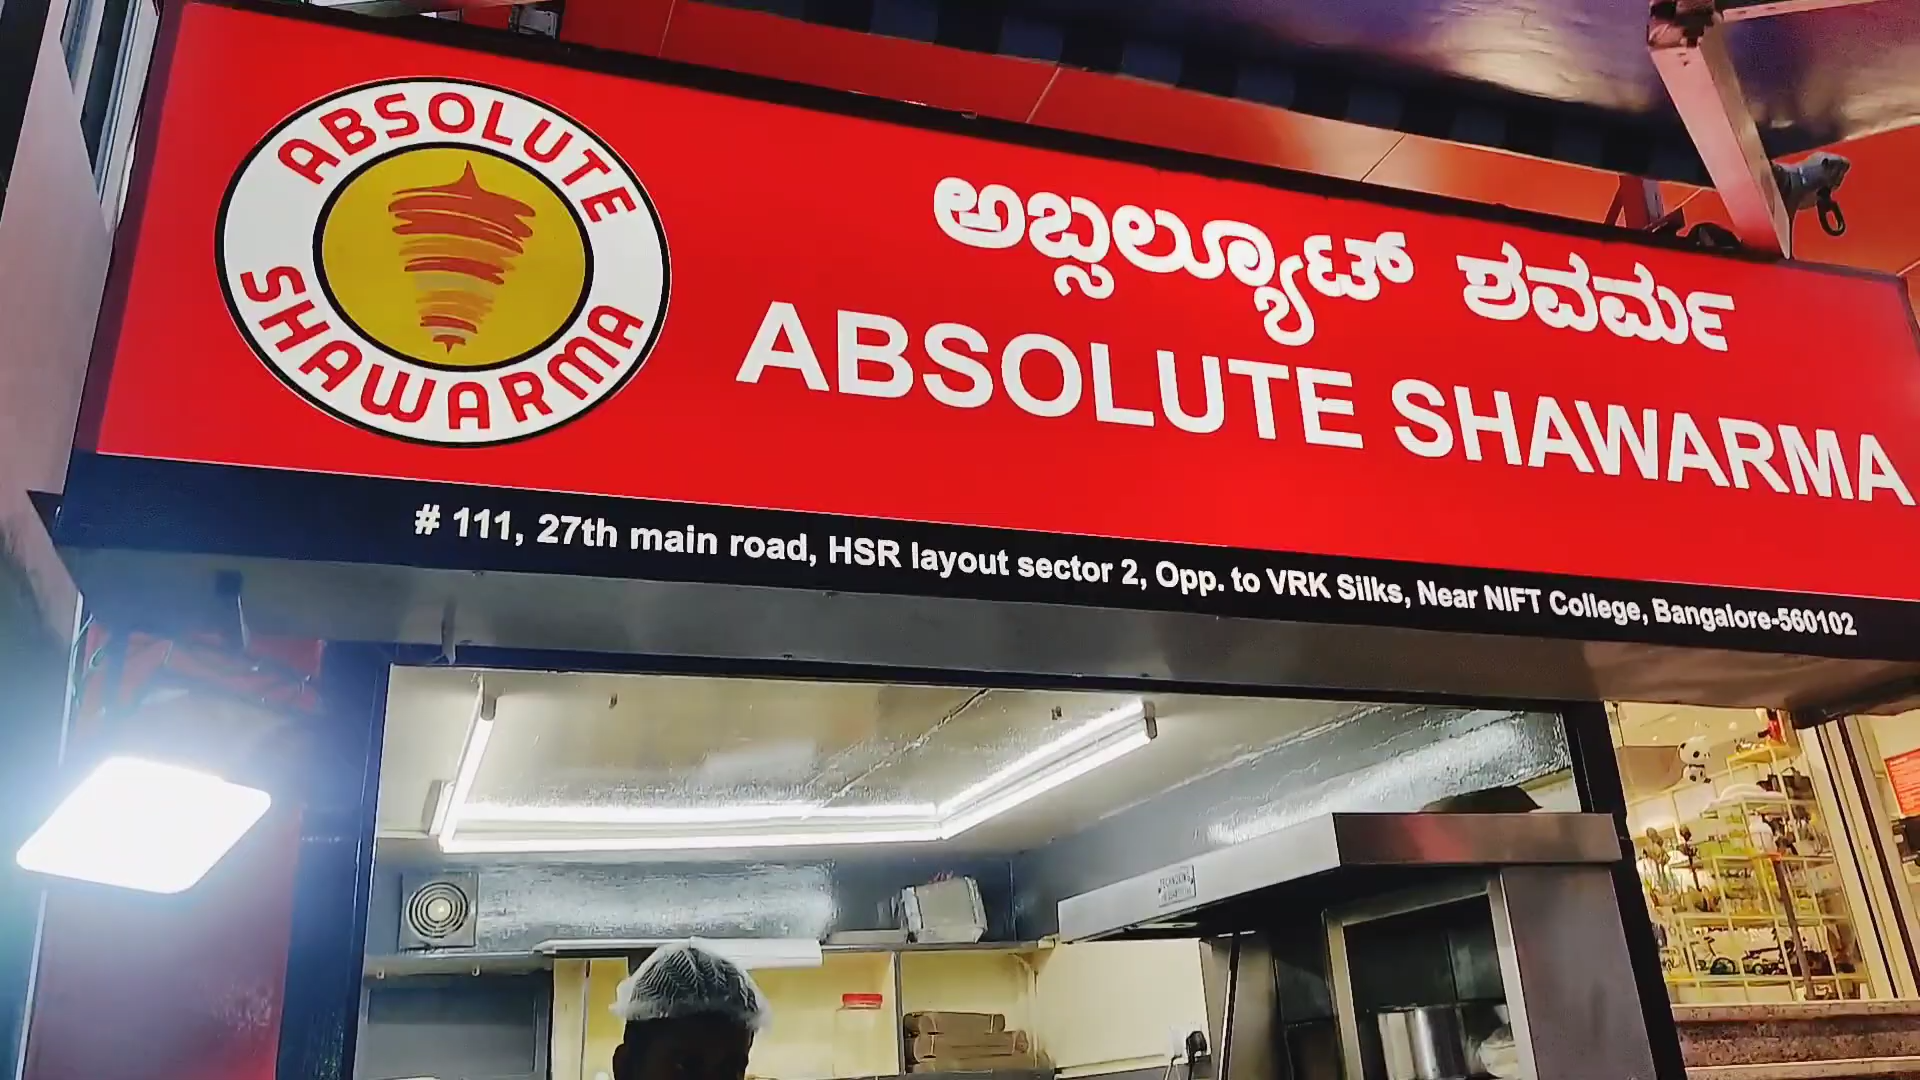 ABSOLUTE
SHAWARMA
ಅಬ್ಸಲ್ಯೂಟ್ ಶವರ್ಮ
ABSOLUTE SHAWARMA
# 111, 27th main road, HSR layout sector 2, Opp. to VRK Silks, Near NIFT College, Bangalore-560102